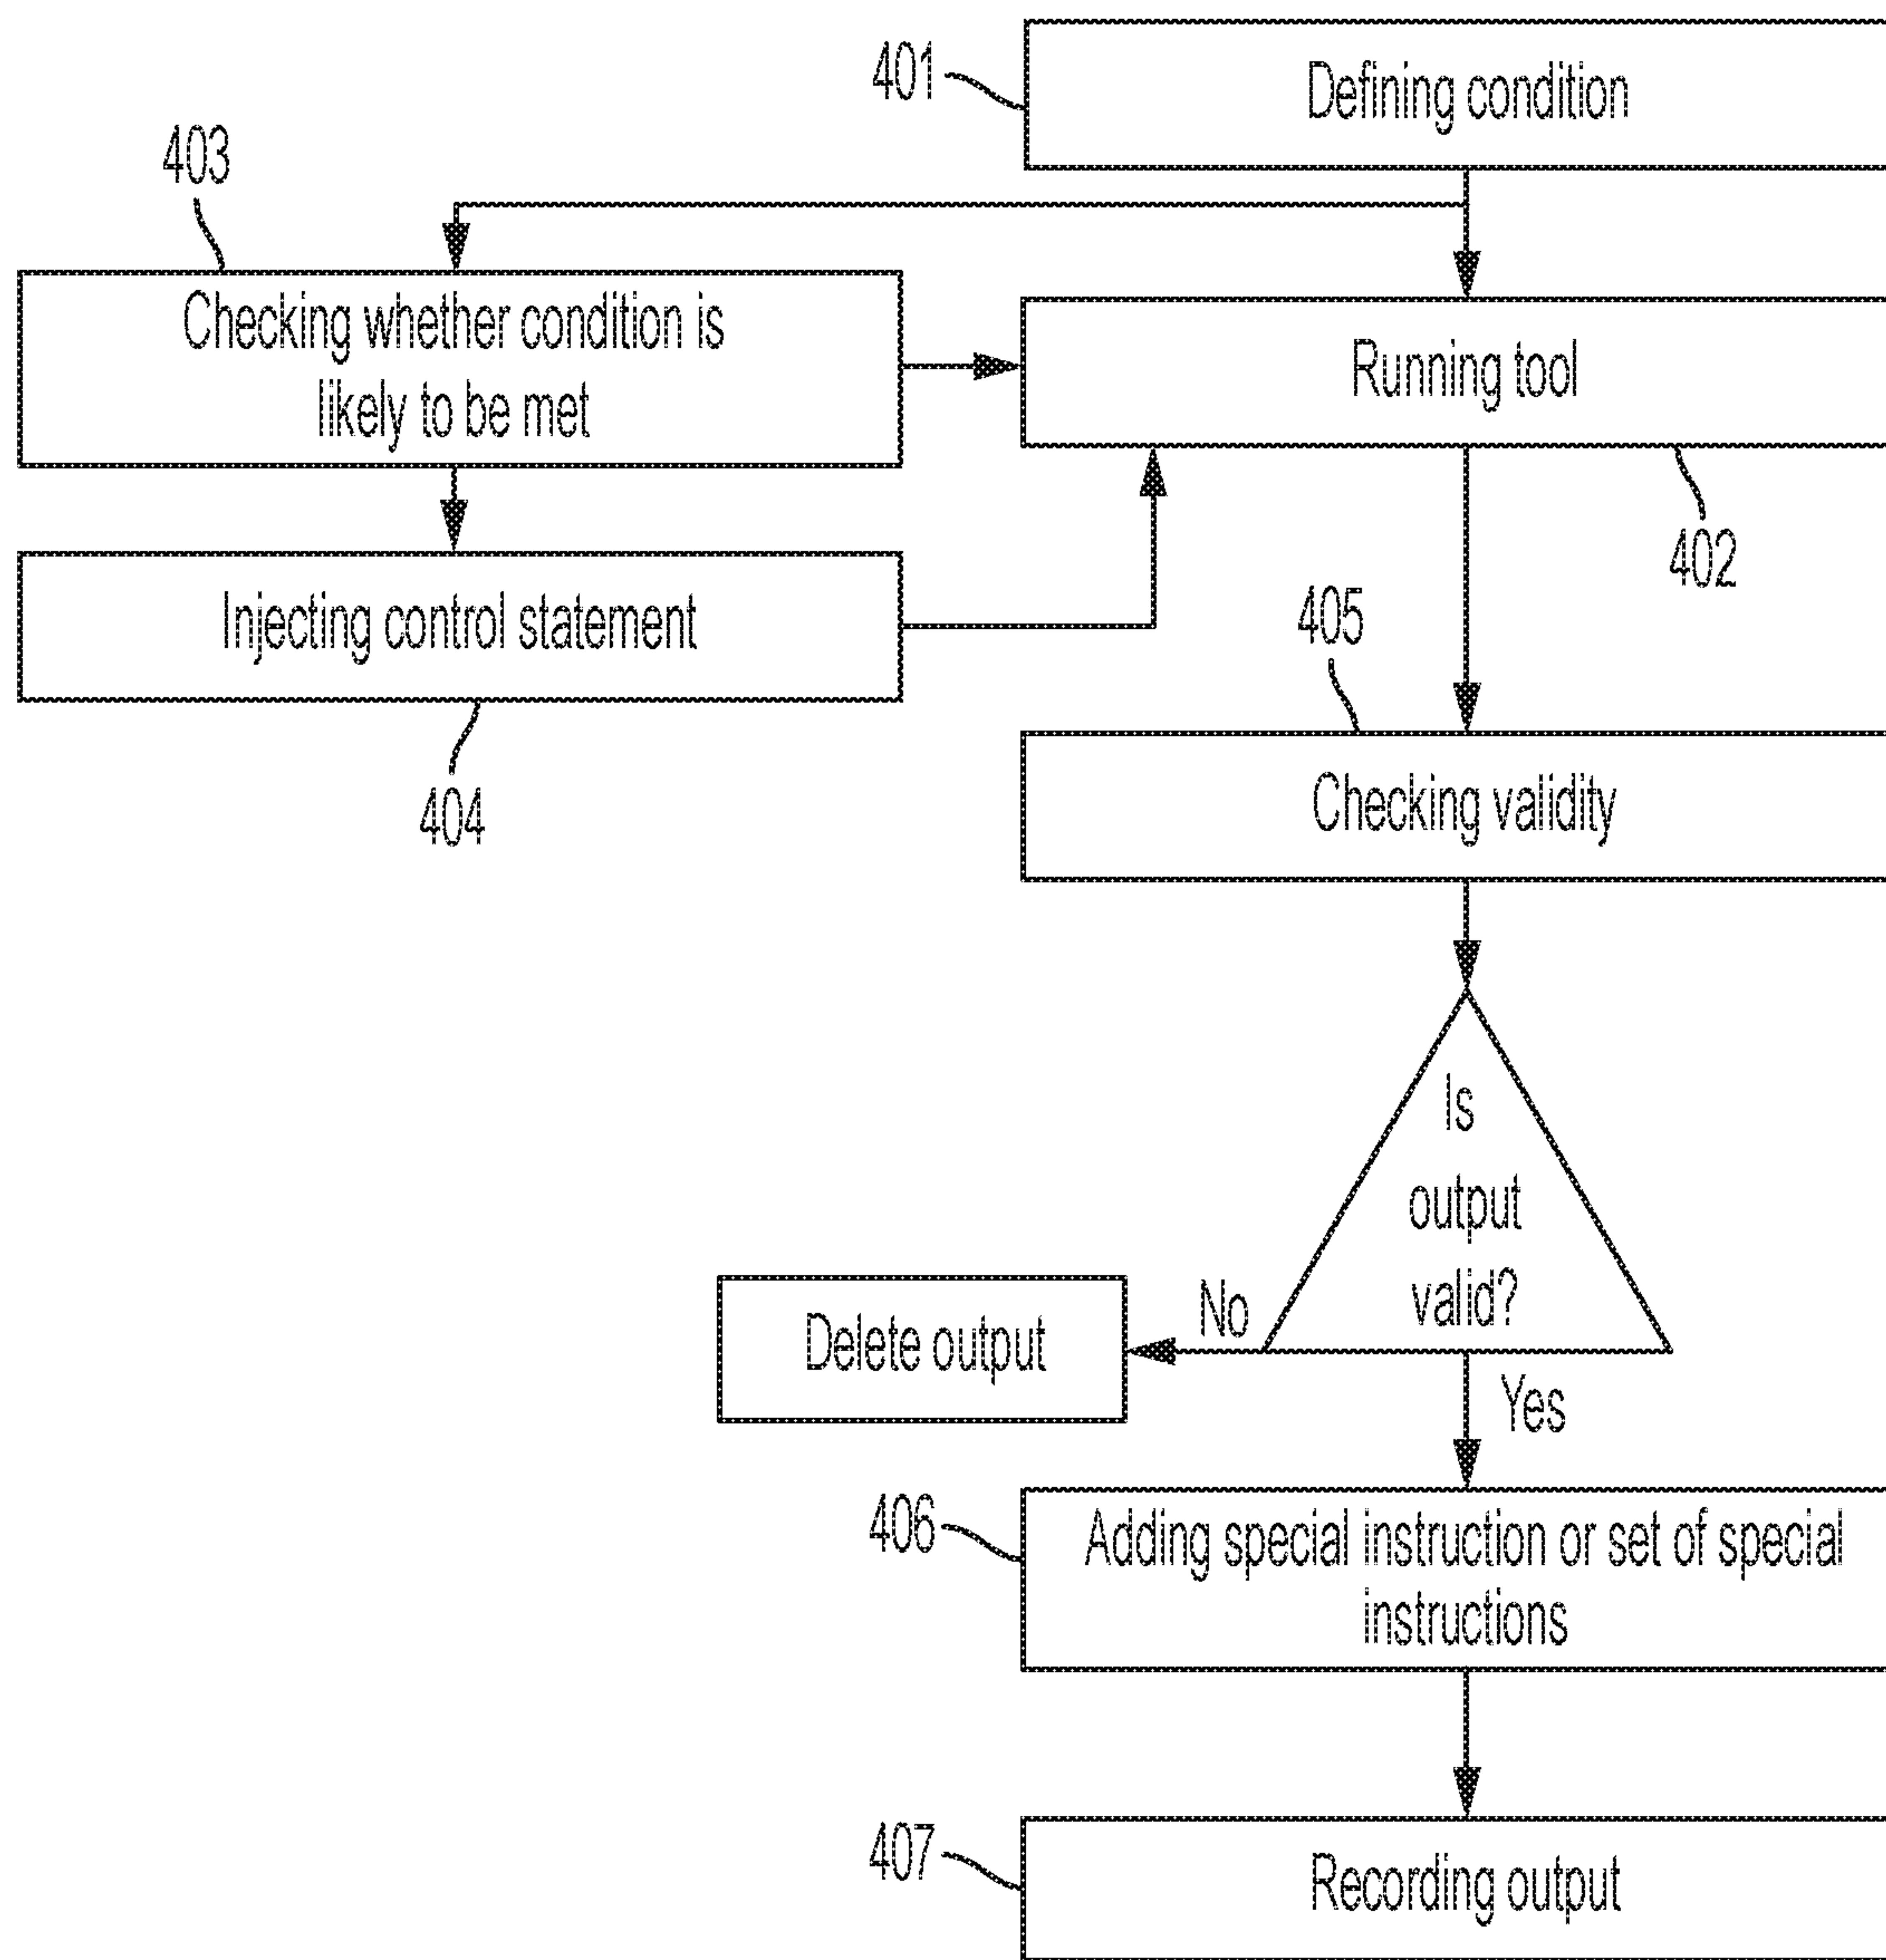 401
Defining condition
403
Checking whether condition is
likely to be met
Running tool
402
Injecting control statement
404
405
Checking validity
Is
output
valid?
No
Delete output
Yes
406
Adding special instruction or set of special
instructions
407
Recording output